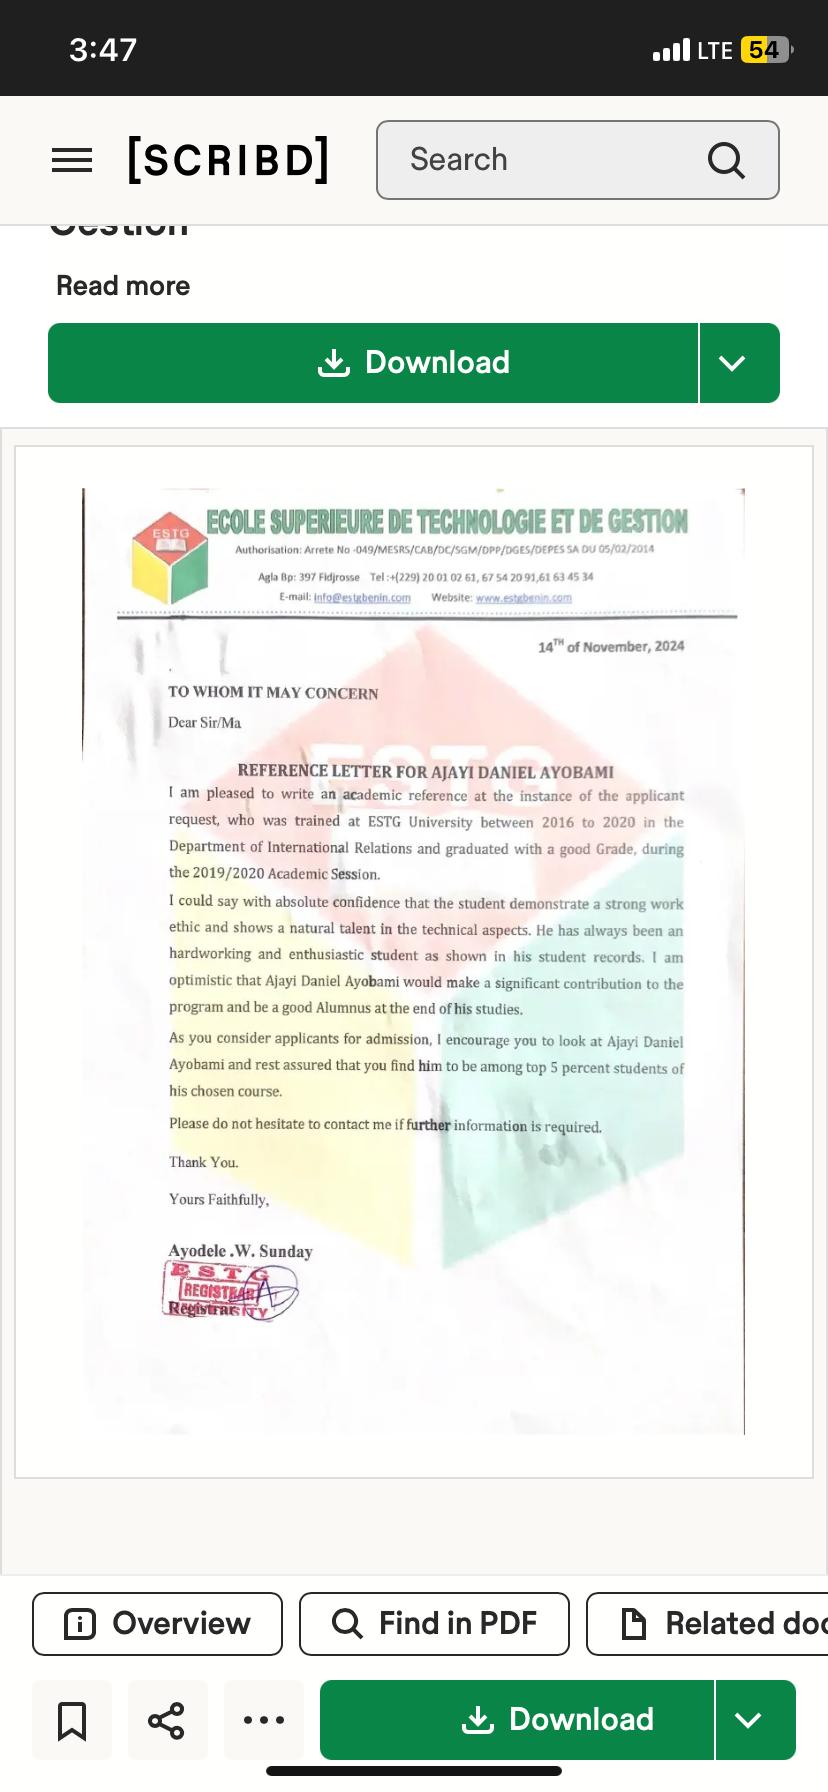 3:47
LTE 54
[SCRIBD]
Search
Gestion
Read more
Download
ESTG
ECOLE SUPERIEURE DE TECHNOLOGIE ET DE GESTION
Authorisation: Arrete No -049/MESRS/CAB/DC/SGM/DPP/DGES/DEPES SA DU 05/02/2014
Agla Bp: 397 Fidjrosse Tel :+(229) 20 01 02 61, 67 54 20 91,61 63 45 34
E-mail: Info@estgbenin.com Website: www.estgbenin.com
14TH of November, 2024
TO WHOM IT MAY CONCERN
Dear Sir/Ma
ESTG
REFERENCE LETTER FOR AJAYI DANIEL AYOBAMI
I am pleased to write an academic reference at the instance of the applicant
request, who was trained at ESTG University between 2016 to 2020 in the
Department of International Relations and graduated with a good Grade, during
the 2019/2020 Academic Session.
I could say with absolute confidence that the student demonstrate a strong work
ethic and shows a natural talent in the technical aspects. He has always been an
hardworking and enthusiastic student as shown in his student records. I am
optimistic that Ajayi Daniel Ayobami would make a significant contribution to the
program and be a good Alumnus at the end of his studies.
As you consider applicants for admission, I encourage you to look at Ajayi Daniel
Ayobami and rest assured that you find him to be among top 5 percent students of
his chosen course.
Please do not hesitate to contact me if further information is required.
Thank You.
Yours Faithfully,
Ayodele .W. Sunday
ESTG
REGISTRAR
Registrar
Overview
Find in PDF
Related doc
Download